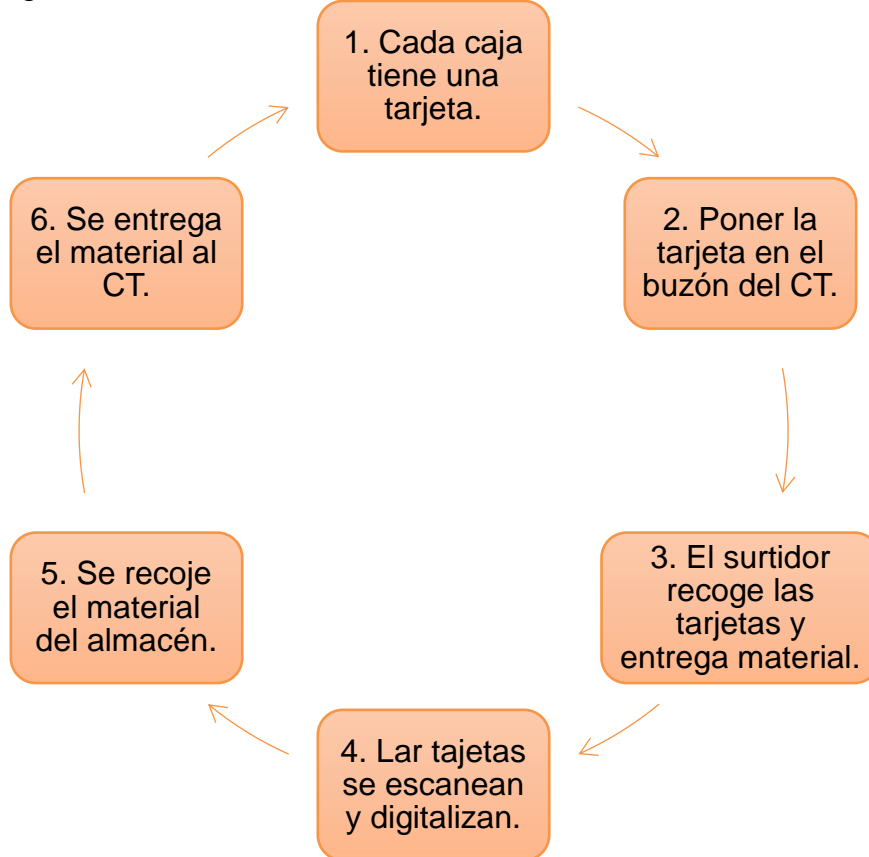 1. Cada caja
tiene una
tarjeta.
2. Poner la
tarjeta en el
buzón del CT.
3. El surtidor
recoge las
tarjetas y
entrega material.
4. Lar tajetas
se escanean
y digitalizan.
5. Se recoje
el material
del almacén.
6. Se entrega
el material al
CT.